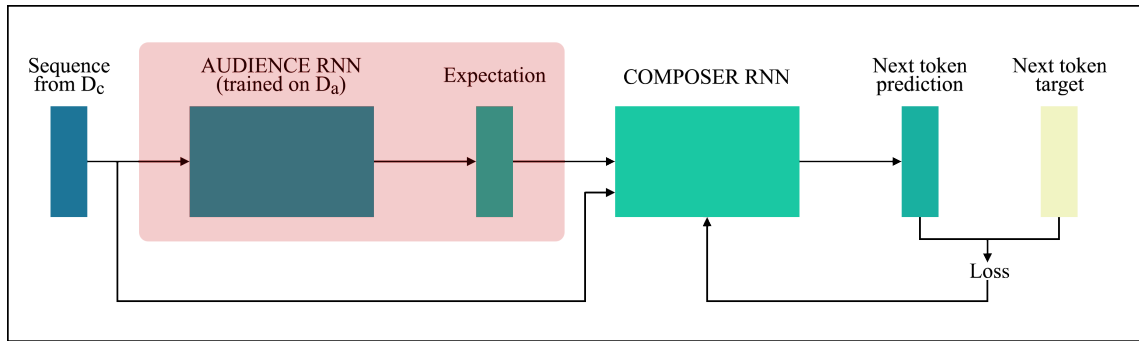 Sequence
from Dc
AUDIENCE RNN
(trained on Da)
Expectation
COMPOSER RNN
Next token
prediction
Next token
target
Loss